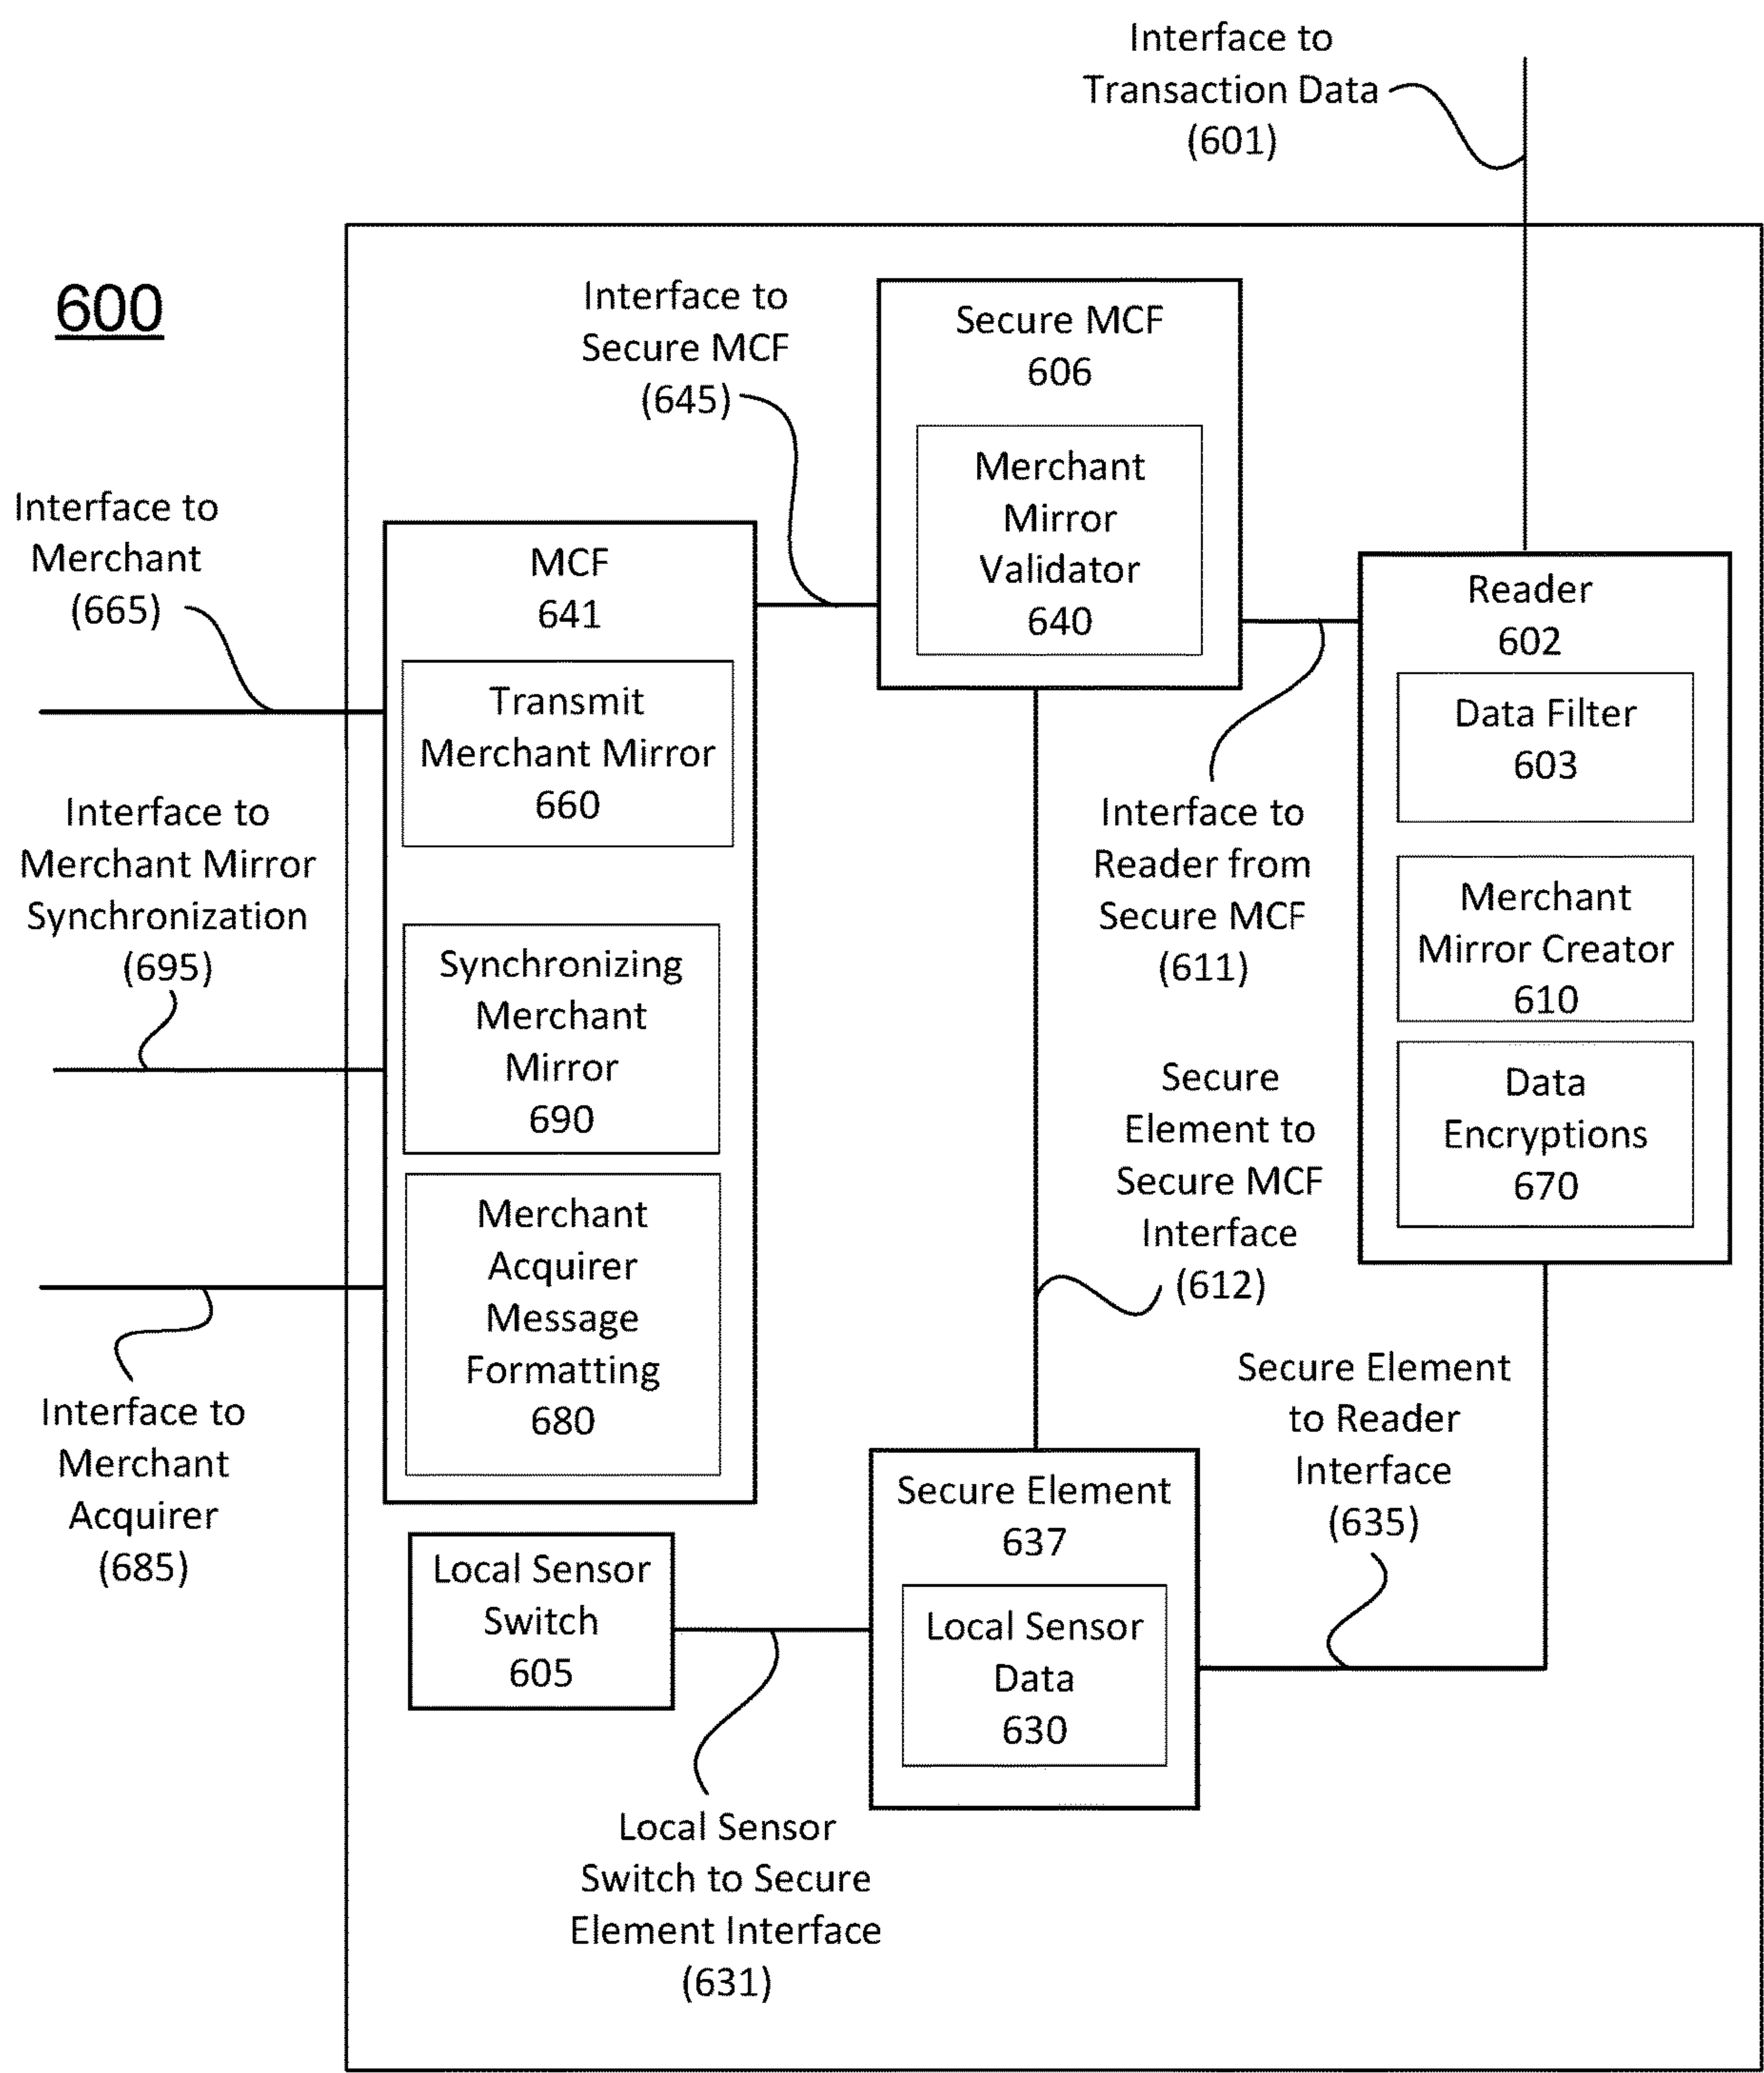 Interface to
Transaction Data
(601)
600
Interface to
Secure MCF
(645)
Secure MCF
606
Merchant
Mirror
Validator
640
Interface to
Merchant
(665)
MCF
641
Transmit
Merchant Mirror
660
Reader
602
Data Filter
603
Interface to
Merchant Mirror
Synchronization
(695)
Synchronizing
Merchant
Mirror
690
Interface to
Reader from
Secure MCF
(611)
Merchant
Mirror Creator
610
Data
Encryptions
670
Secure
Element to
Secure MCF
Interface
(612)
Merchant
Acquirer
Message
Formatting
680
Interface to
Merchant
Acquirer
(685)
Secure Element
to Reader
Interface
(635)
Secure Element
637
Local Sensor
Data
630
Local Sensor
Switch
605
Local Sensor
Switch to Secure
Element Interface
(631)